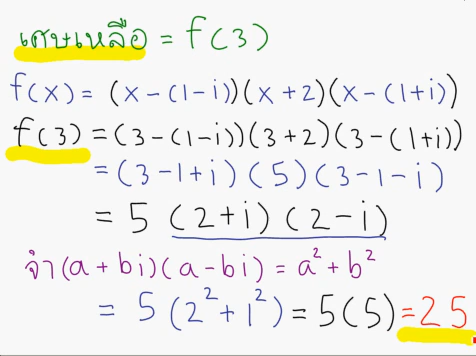 เศษเหลือ = f(3)
f(x) = (x-(1-i))(x+2)(x-(1+i))
f(3) = (3-(1-i))(3+2)(3-(1+i))
= (3-1+i)(5)(3-1-i)
= 5 (2+i)(2-i)
จำ (a+bi)(a-bi) = a²+b²
= 5(2²+1²) = 5(5) = 25